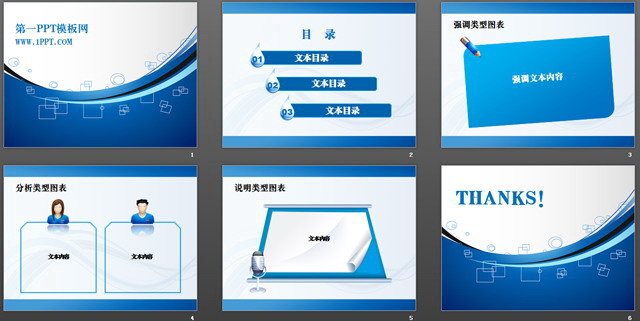 第一PPT模板网
WWW.1PPT.COM
1
目 录
01 文本目录
02 文本目录
03 文本目录
2
强调类型图表
强调文本内容
3
分析类型图表
文本内容 文本内容
4
说明类型图表
文本内容
5
THANKS!
6